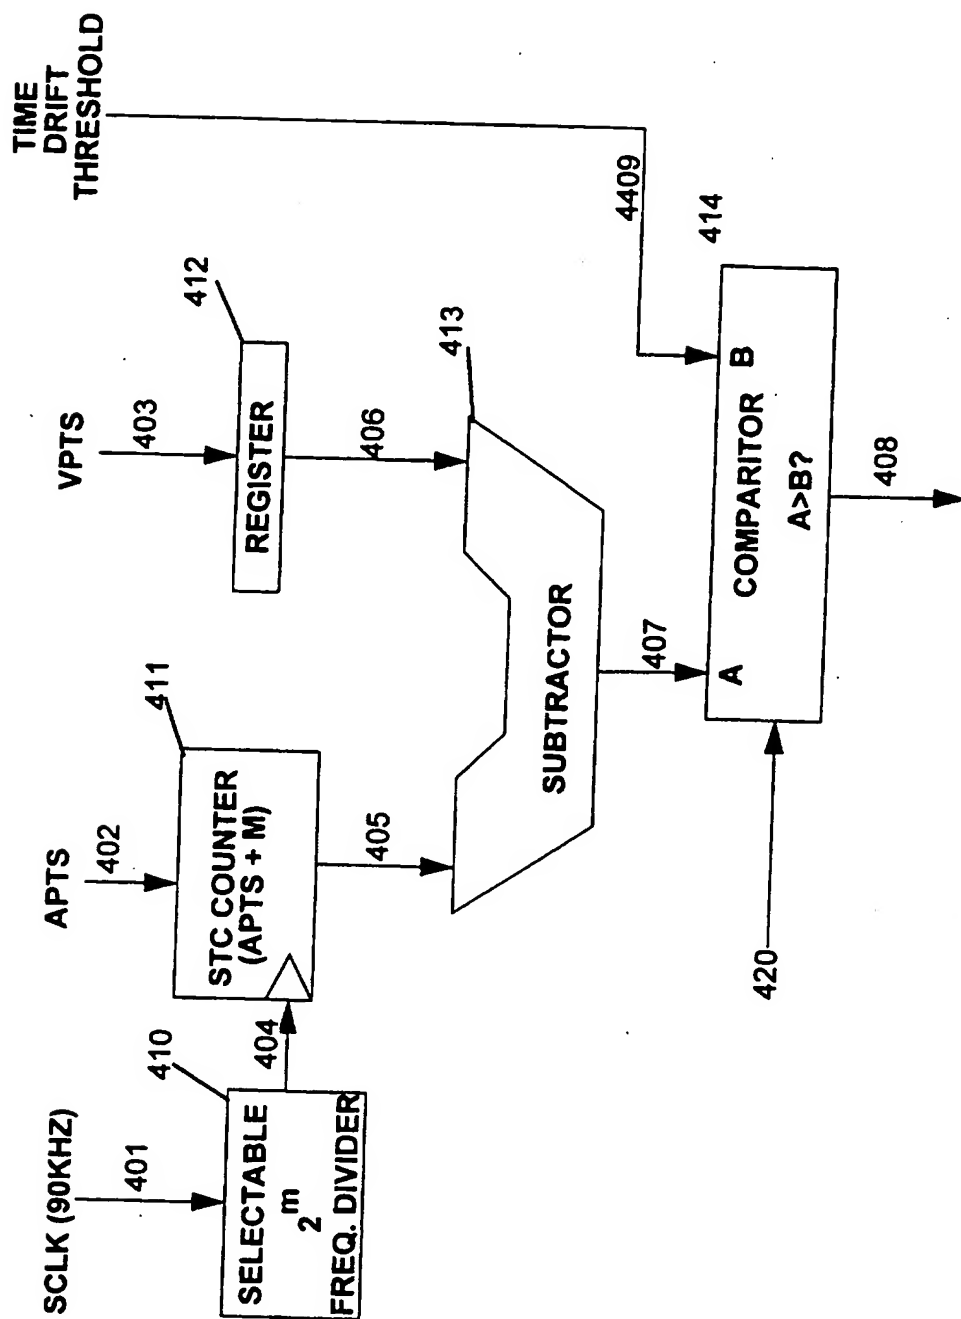 SCLK (90KHZ)
401
410
SELECTABLE
2^m
FREQ. DIVIDER
404
APTS
402
411
STC COUNTER
(APTS + M)
405
VPTS
403
412
REGISTER
406
413
SUBTRACTOR
407
TIME
DRIFT
THRESHOLD
4409
414
A
B
COMPARITOR
A>B?
420
408